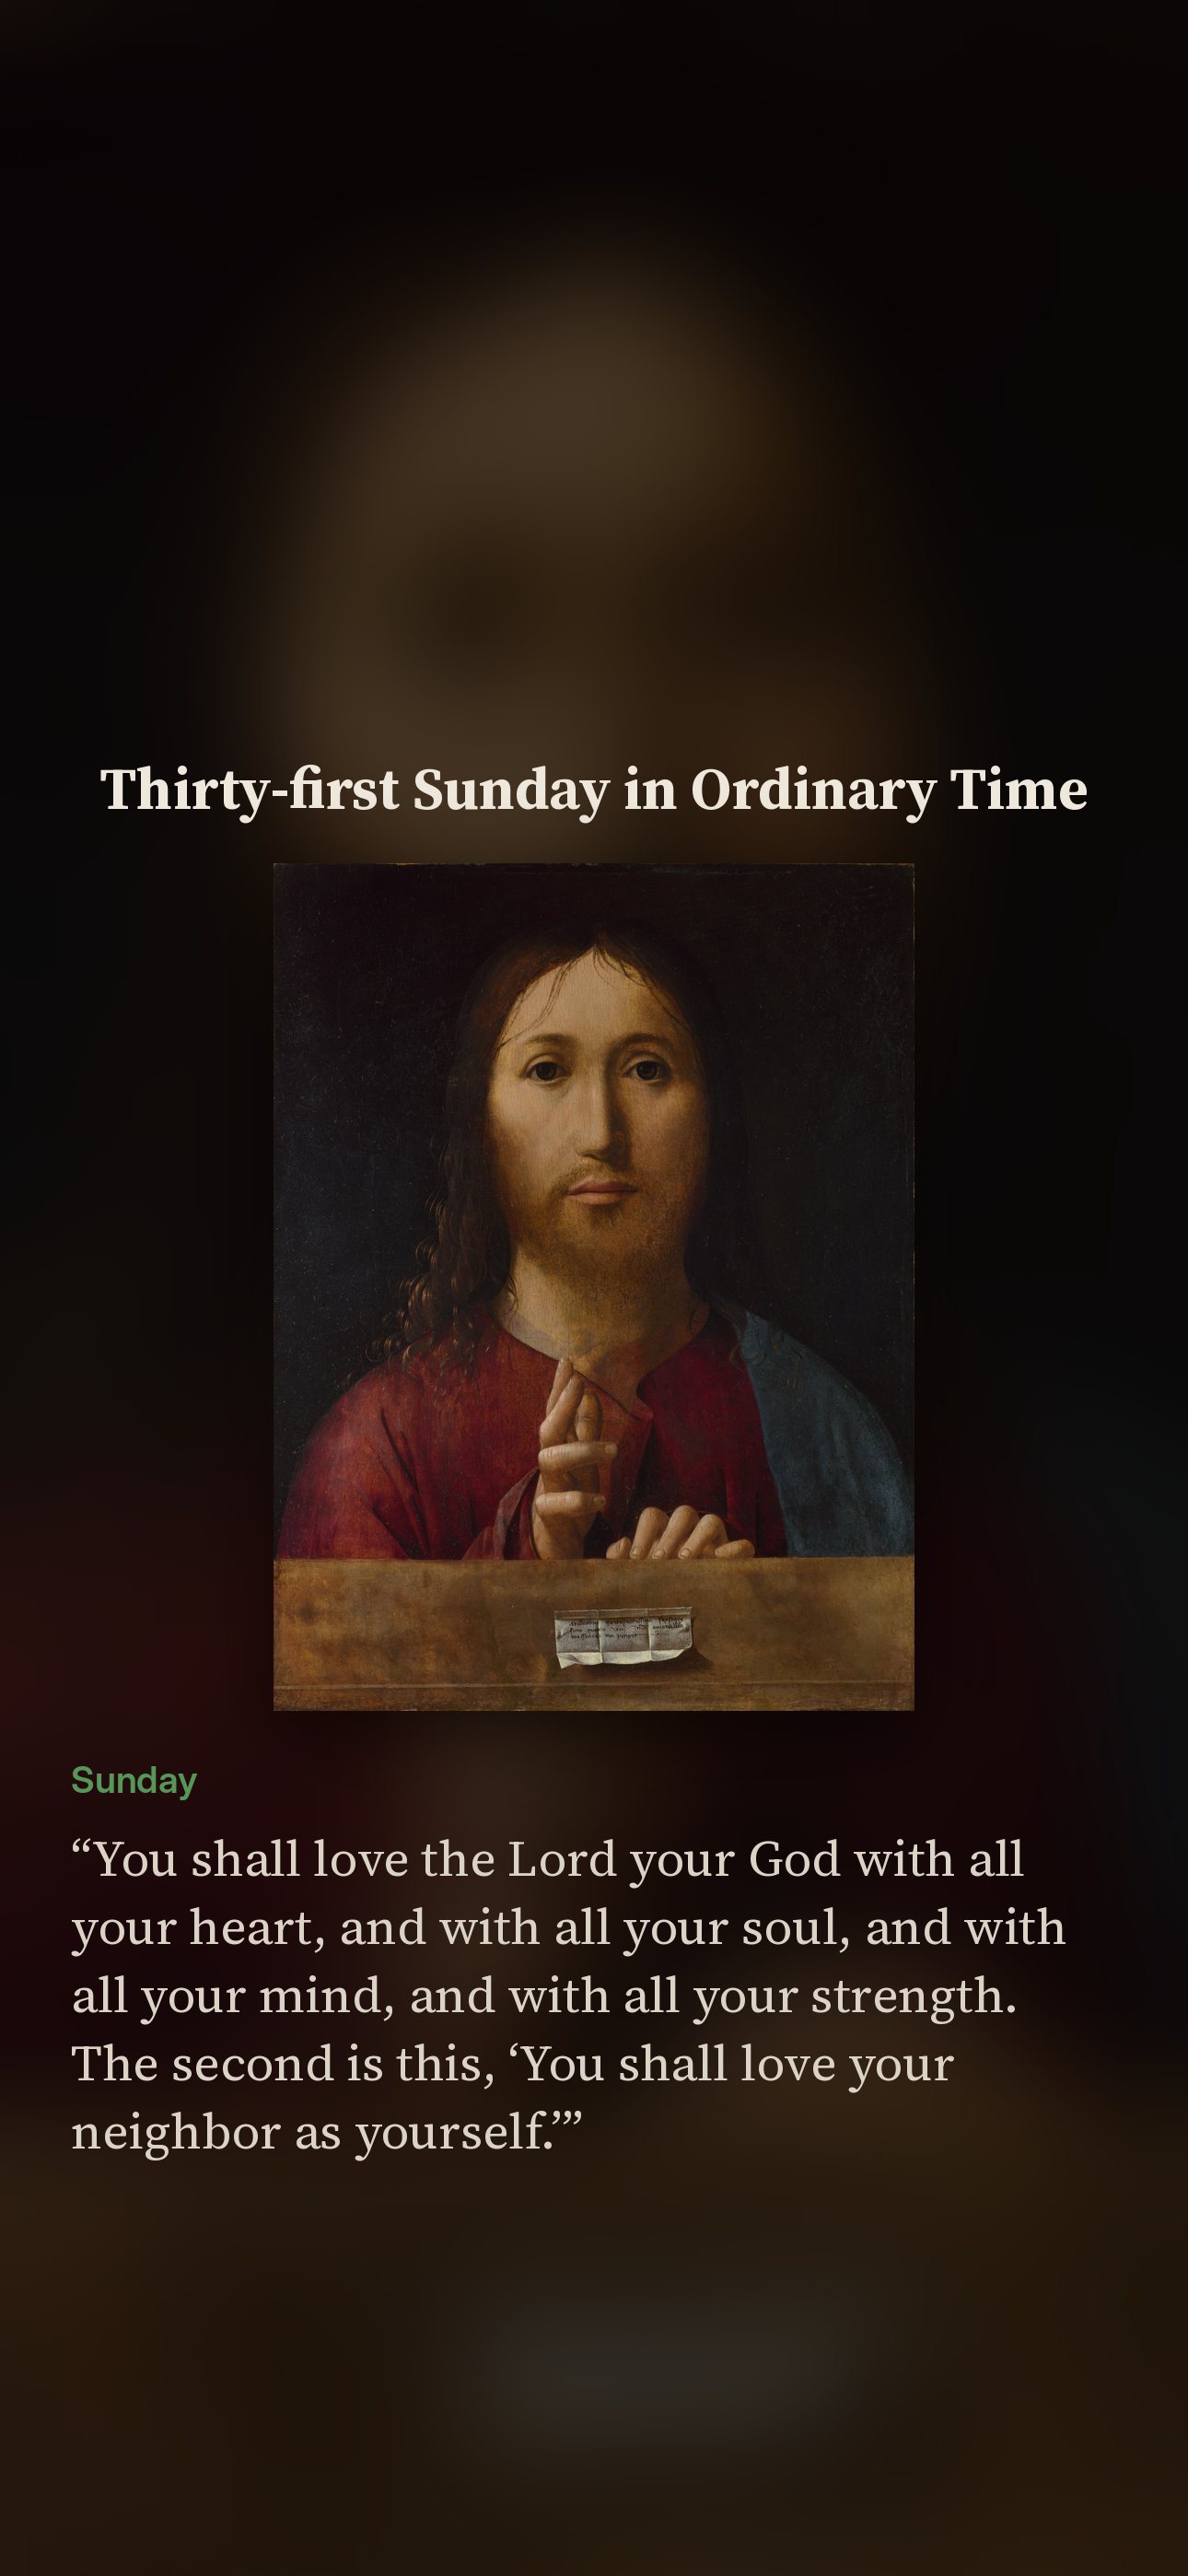 Thirty-first Sunday in Ordinary Time
Sunday
“You shall love the Lord your God with all
your heart, and with all your soul, and with
all your mind, and with all your strength.
The second is this, ‘You shall love your
neighbor as yourself.’”